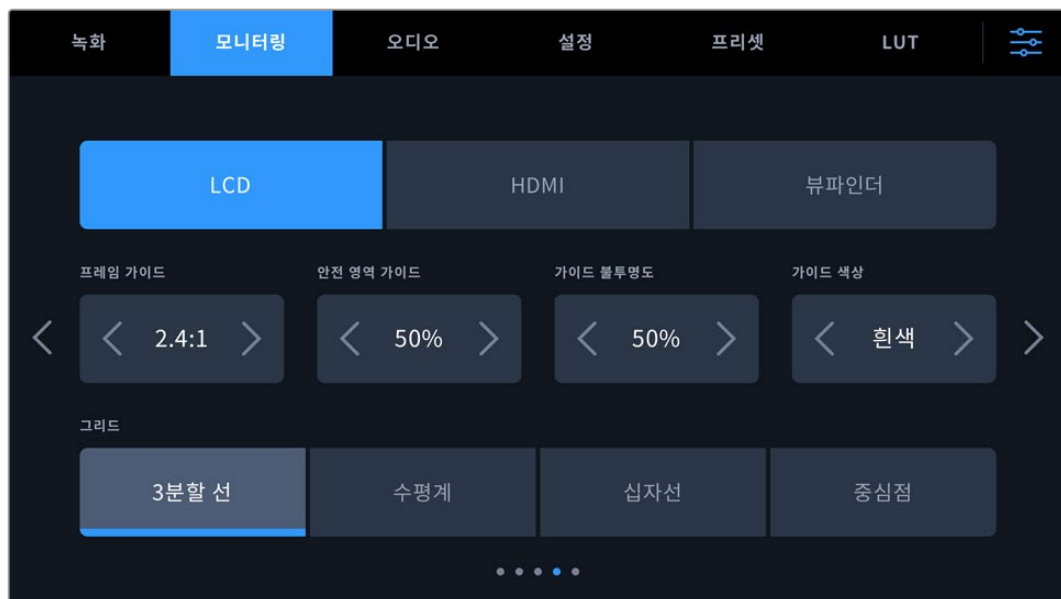 녹화 모니터링 오디오 설정 프리셋 LUT
LCD HDMI 뷰파인더
프레임 가이드 안전 영역 가이드 가이드 불투명도 가이드 색상
2.4:1 50% 50% 흰색
그리드
3분할 선 수평계 십자선 중심점